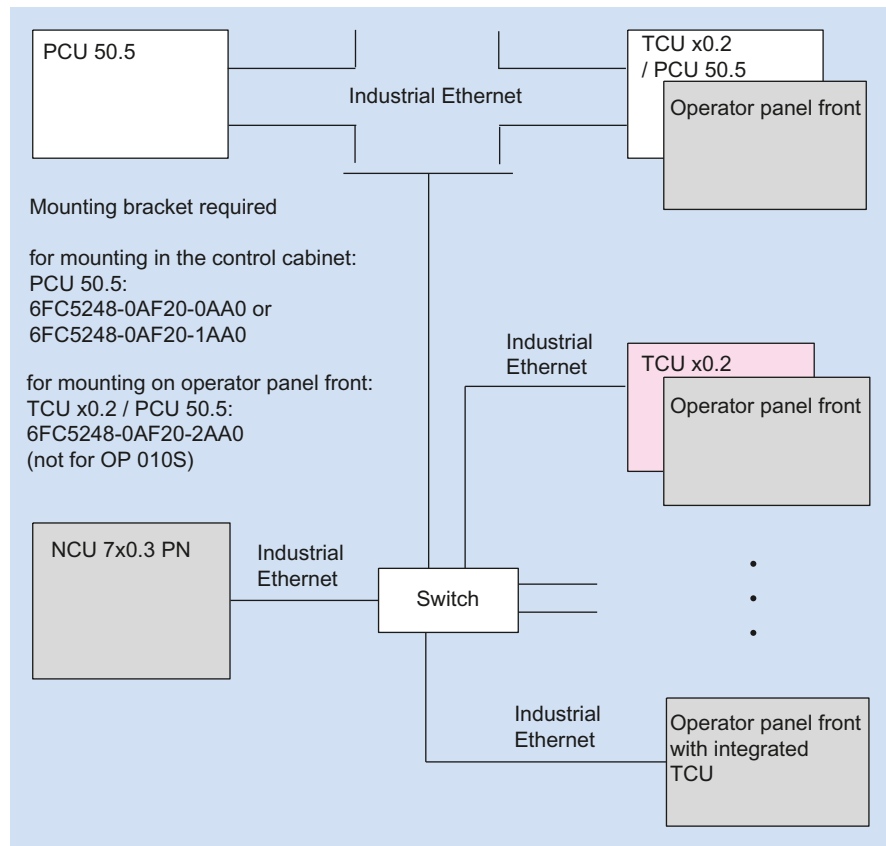 PCU 50.5
TCU x0.2
/ PCU 50.5
Operator panel front
Industrial Ethernet
Mounting bracket required
for mounting in the control cabinet:
PCU 50.5:
6FC5248-0AF20-0AA0 or
6FC5248-0AF20-1AA0
for mounting on operator panel front:
TCU x0.2 / PCU 50.5:
6FC5248-0AF20-2AA0
(not for OP 010S)
Industrial
Ethernet
TCU x0.2
Operator panel front
NCU 7x0.3 PN
Industrial
Ethernet
Switch
Industrial
Ethernet
Operator panel front
with integrated
TCU